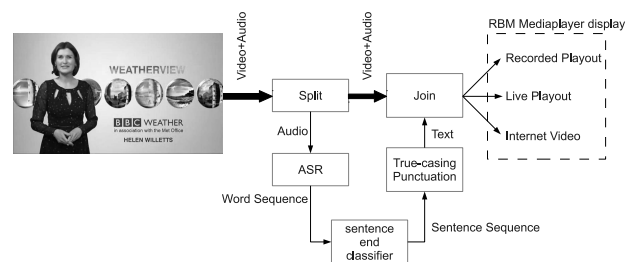 RBM Mediaplayer display
Video+Audio
Video+Audio
WEATHERVIEW
BBC WEATHER
in association with the Met Office
HELEN WILLETTS
Split
Join
Recorded Playout
Live Playout
Internet Video
Audio
Text
ASR
True-casing
Punctuation
Word Sequence
sentence
end
classifier
Sentence Sequence